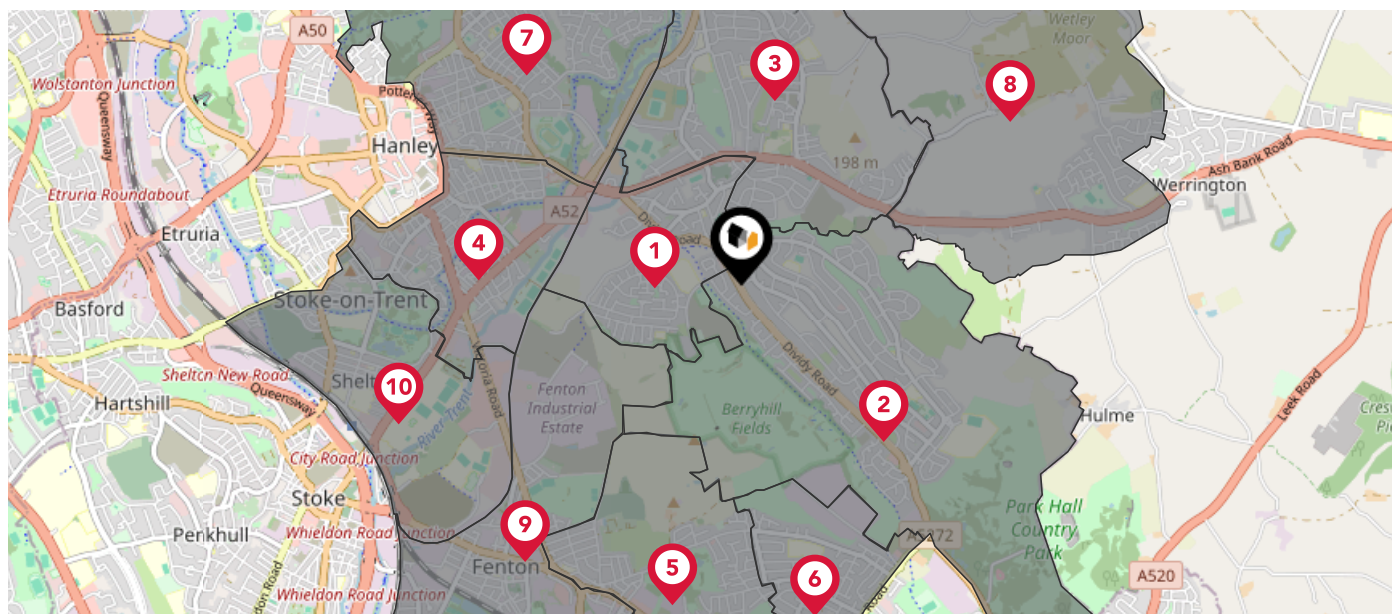 Wetley
Moor
A50
7
3
8
Wolstanton Junction
Queensway
Hanley
198 m
Ash Bank Road
Werrington
Etruria Roundabout
A52
Etruria
4
1
Road
Stoke-on-Trent
Basford
Shelton New Road
Queensway
10
River Trent
Fenton
Industrial
Estate
Dividy Road
2
Berryhill
Fields
Hulme
Leek Road
Hartshill
City Road Junction
Stoke
Penkhull
Whieldon Road Junction
9
Fenton
5
6
Park Hall
Country
Park
A520
Whieldon Road Junction
Road